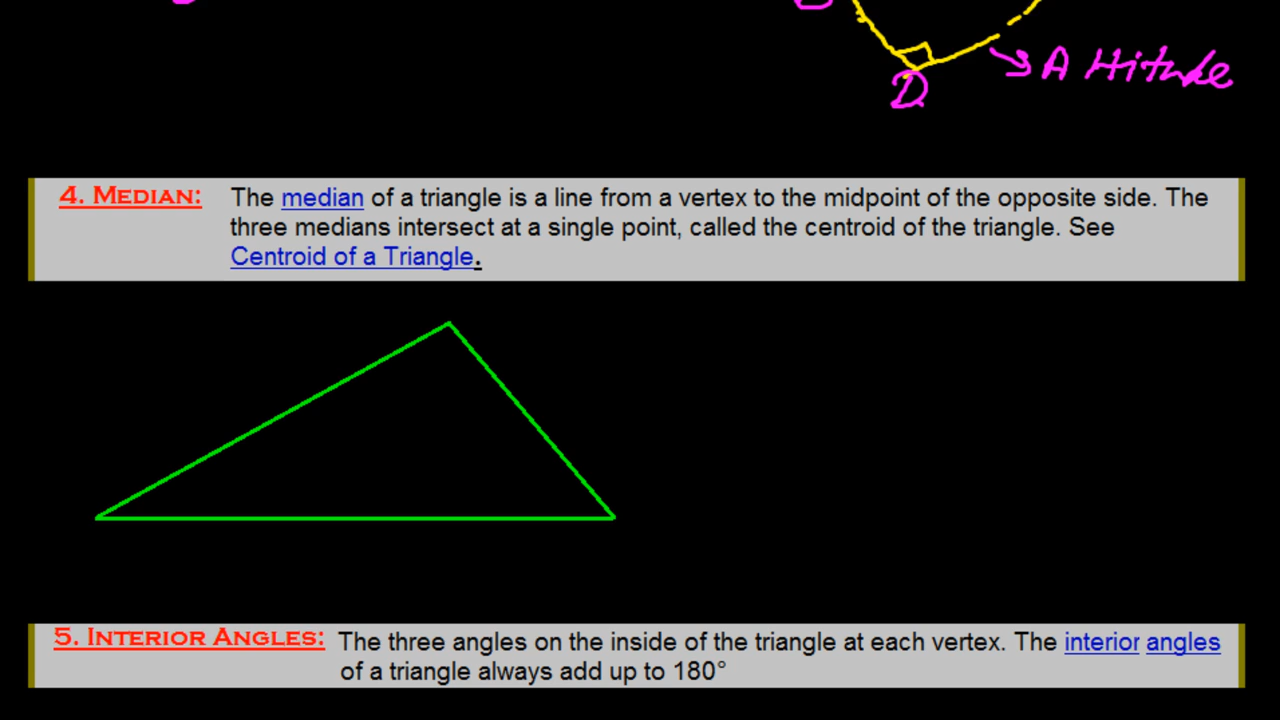 D
Altitude
4. MEDIAN: The median of a triangle is a line from a vertex to the midpoint of the opposite side. The
three medians intersect at a single point, called the centroid of the triangle. See
Centroid of a Triangle.
5. INTERIOR ANGLES: The three angles on the inside of the triangle at each vertex. The interior angles
of a triangle always add up to 180°